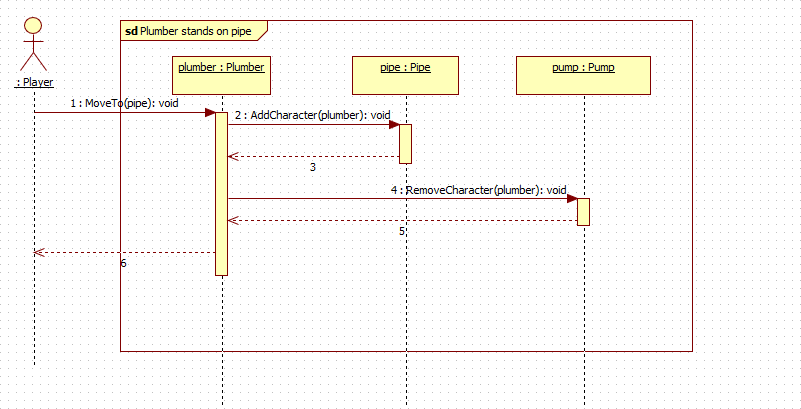 sd Plumber stands on pipe
plumber : Plumber
pipe : Pipe
pump : Pump
: Player
1 : MoveTo(pipe): void
2 : AddCharacter(plumber): void
3
4 : RemoveCharacter(plumber): void
5
6